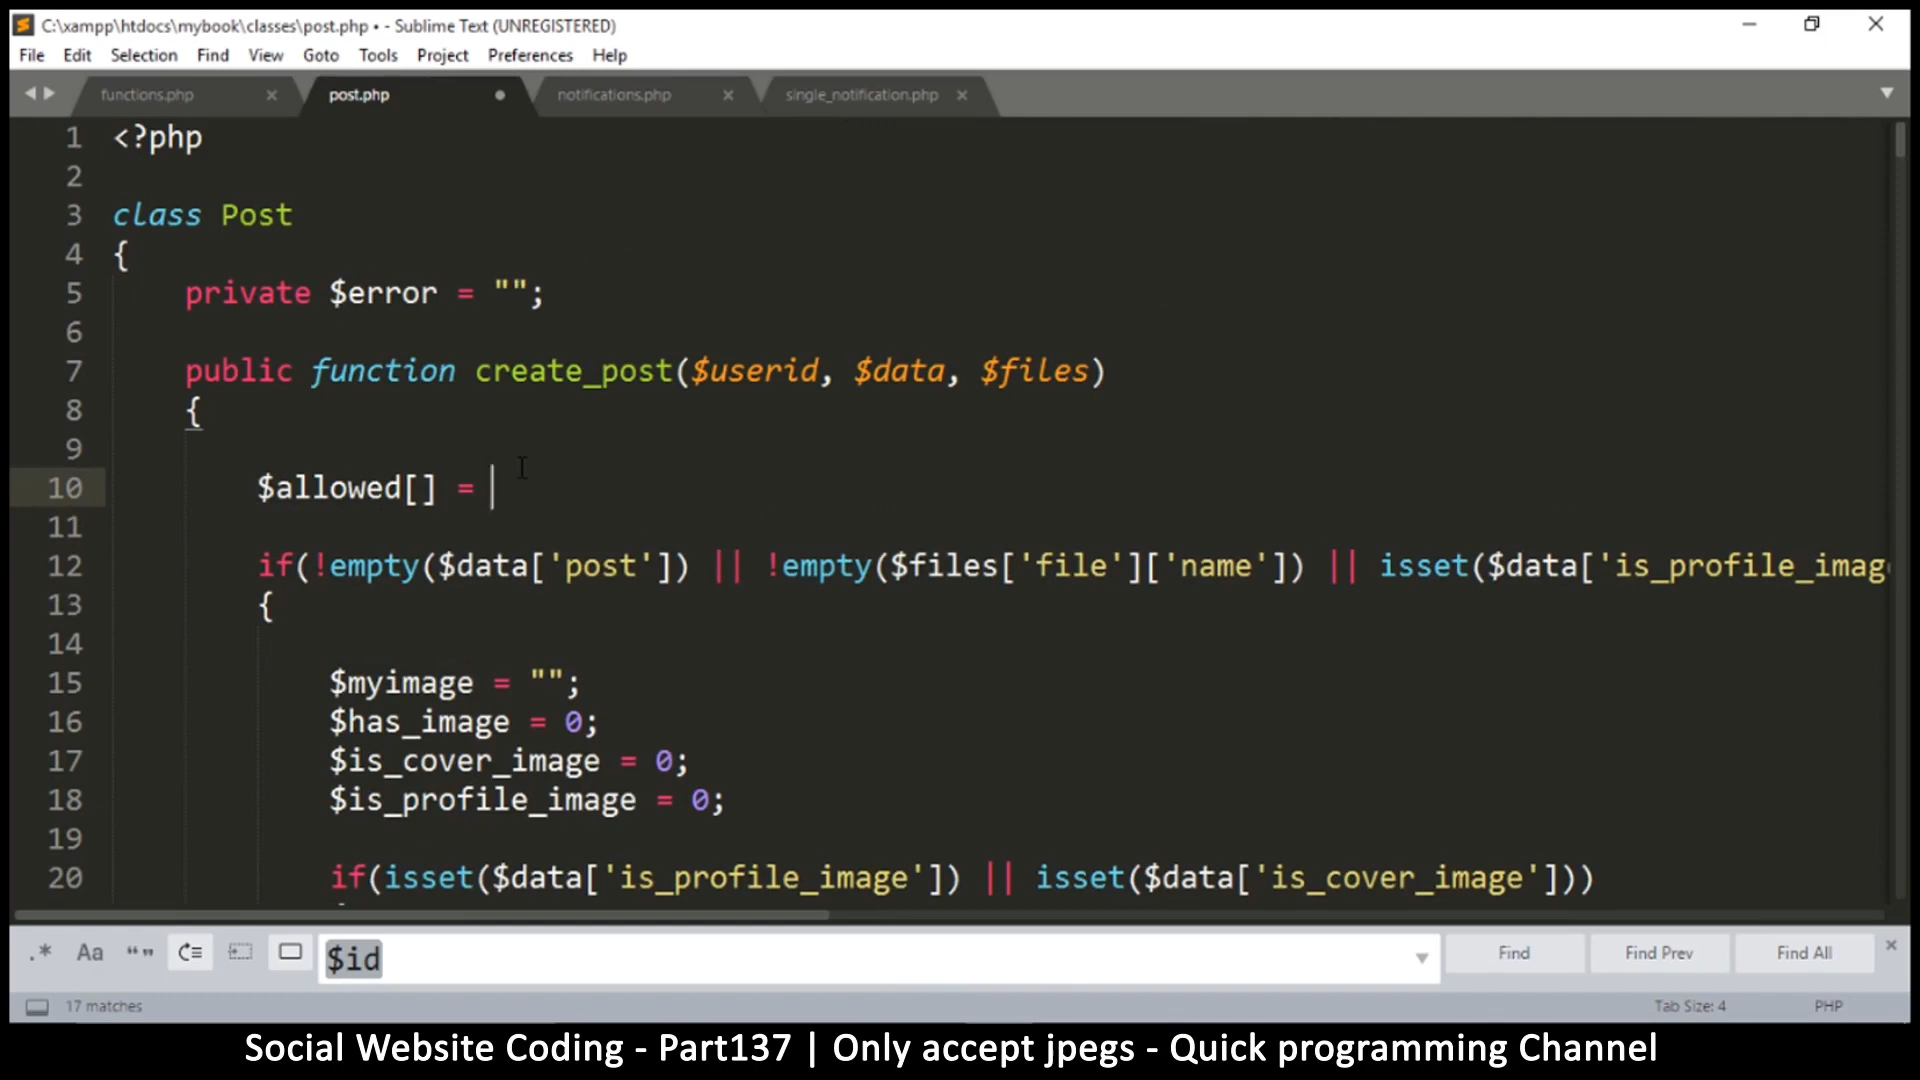 C:\xampp\htdocs\mybook\classes\post.php • - Sublime Text (UNREGISTERED)
File Edit Selection Find View Goto Tools Project Preferences Help
functions.php post.php notifications.php single_notification.php
1 <?php
2
3 class Post
4 {
5 private $error = "";
6
7 public function create_post($userid, $data, $files)
8 {
9
10 $allowed[] =
11
12 if(!empty($data['post']) || !empty($files['file']['name']) || isset($data['is_profile_imag
13 {
14
15 $myimage = "";
16 $has_image = 0;
17 $is_cover_image = 0;
18 $is_profile_image = 0;
19
20 if(isset($data['is_profile_image']) || isset($data['is_cover_image']))
.* Aa “” $id Find Find Prev Find All
17 matches Tab Size: 4 PHP
Social Website Coding - Part137 | Only accept jpegs - Quick programming Channel